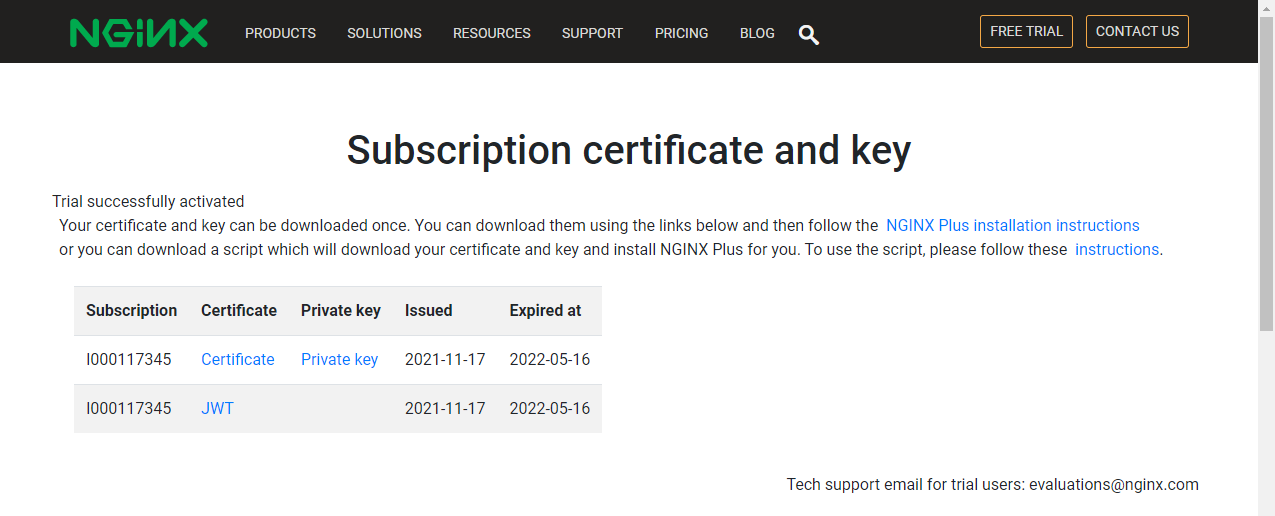 NGINX PRODUCTS SOLUTIONS RESOURCES SUPPORT PRICING BLOG FREE TRIAL CONTACT US
Subscription certificate and key
Trial successfully activated
Your certificate and key can be downloaded once. You can download them using the links below and then follow the NGINX Plus installation instructions
or you can download a script which will download your certificate and key and install NGINX Plus for you. To use the script, please follow these instructions.
Subscription Certificate Private key Issued Expired at
I000117345 Certificate Private key 2021-11-17 2022-05-16
I000117345 JWT 2021-11-17 2022-05-16
Tech support email for trial users: evaluations@nginx.com